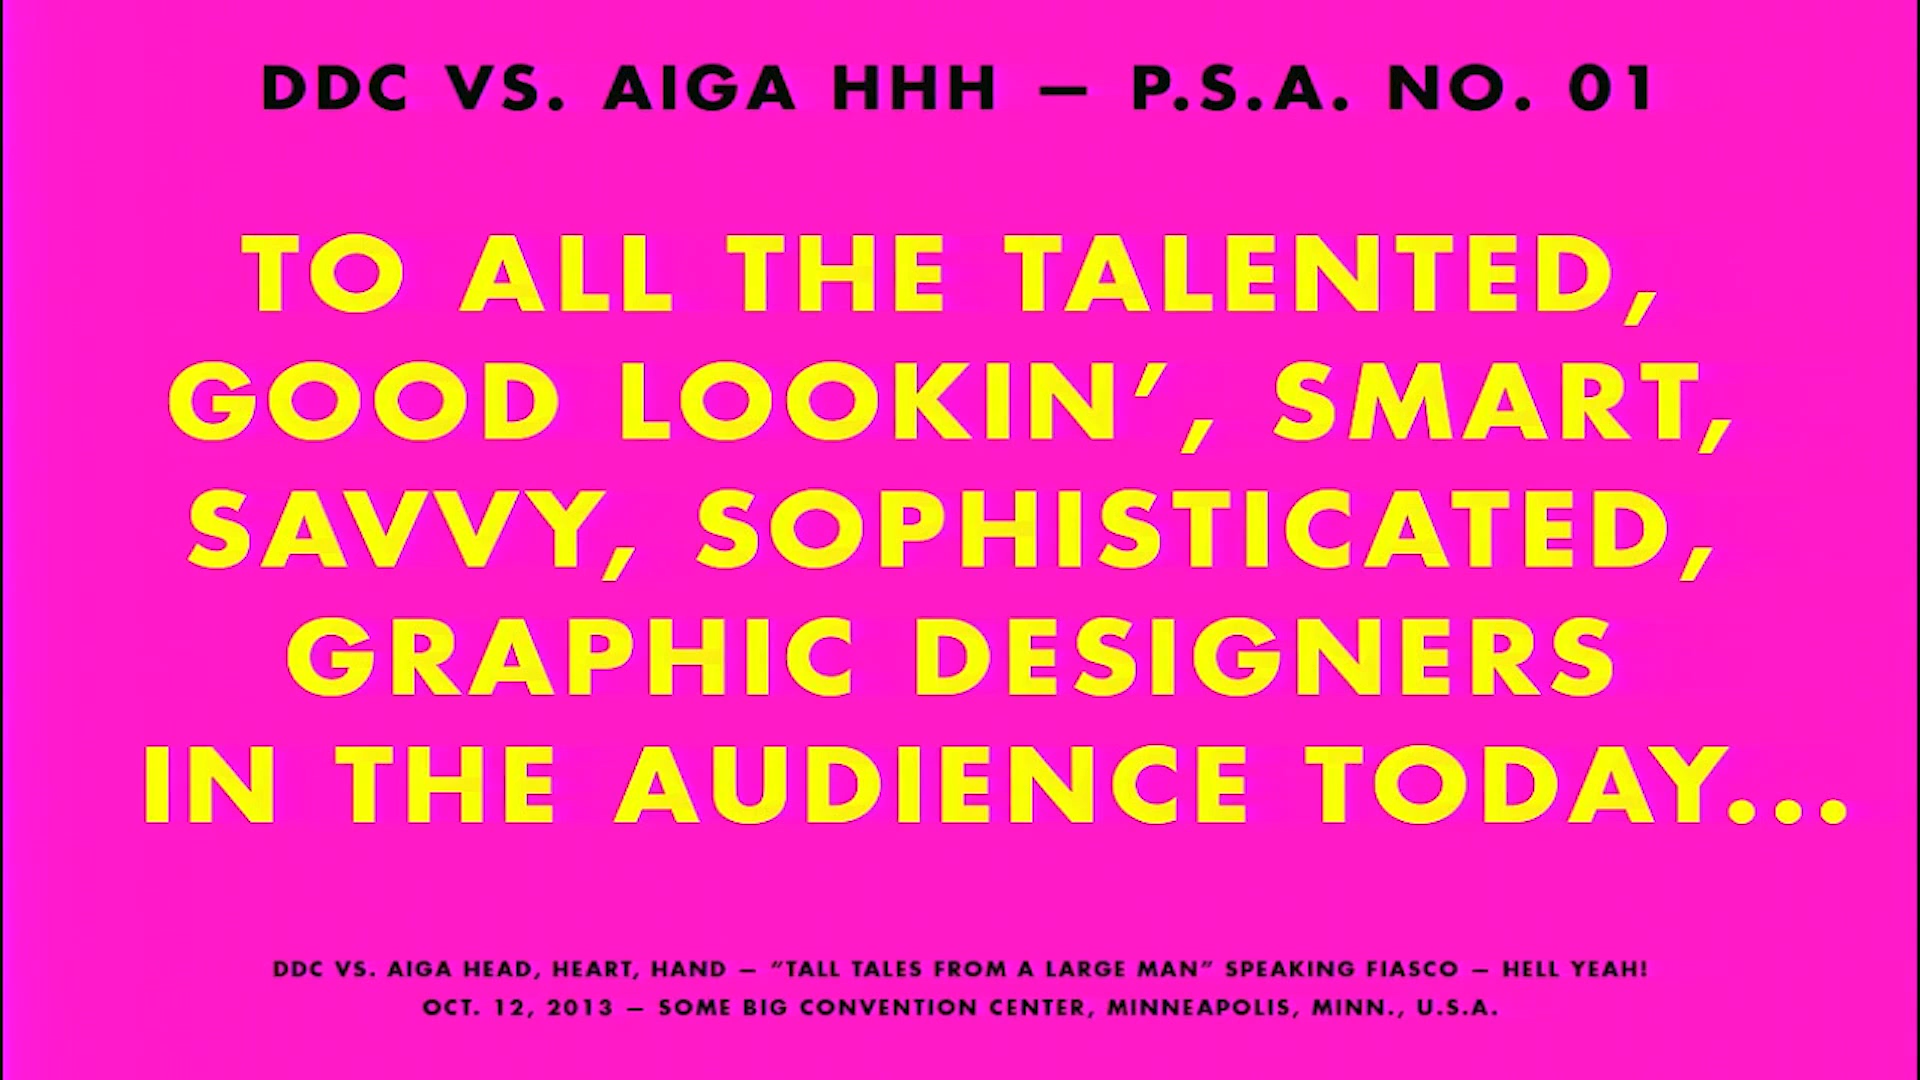 DDC VS. AIGA HHH — P.S.A. NO. 01
TO ALL THE TALENTED,
GOOD LOOKIN’, SMART,
SAVVY, SOPHISTICATED,
GRAPHIC DESIGNERS
IN THE AUDIENCE TODAY...
DDC VS. AIGA HEAD, HEART, HAND — “TALL TALES FROM A LARGE MAN” SPEAKING FIASCO — HELL YEAH!
OCT. 12, 2013 — SOME BIG CONVENTION CENTER, MINNEAPOLIS, MINN., U.S.A.